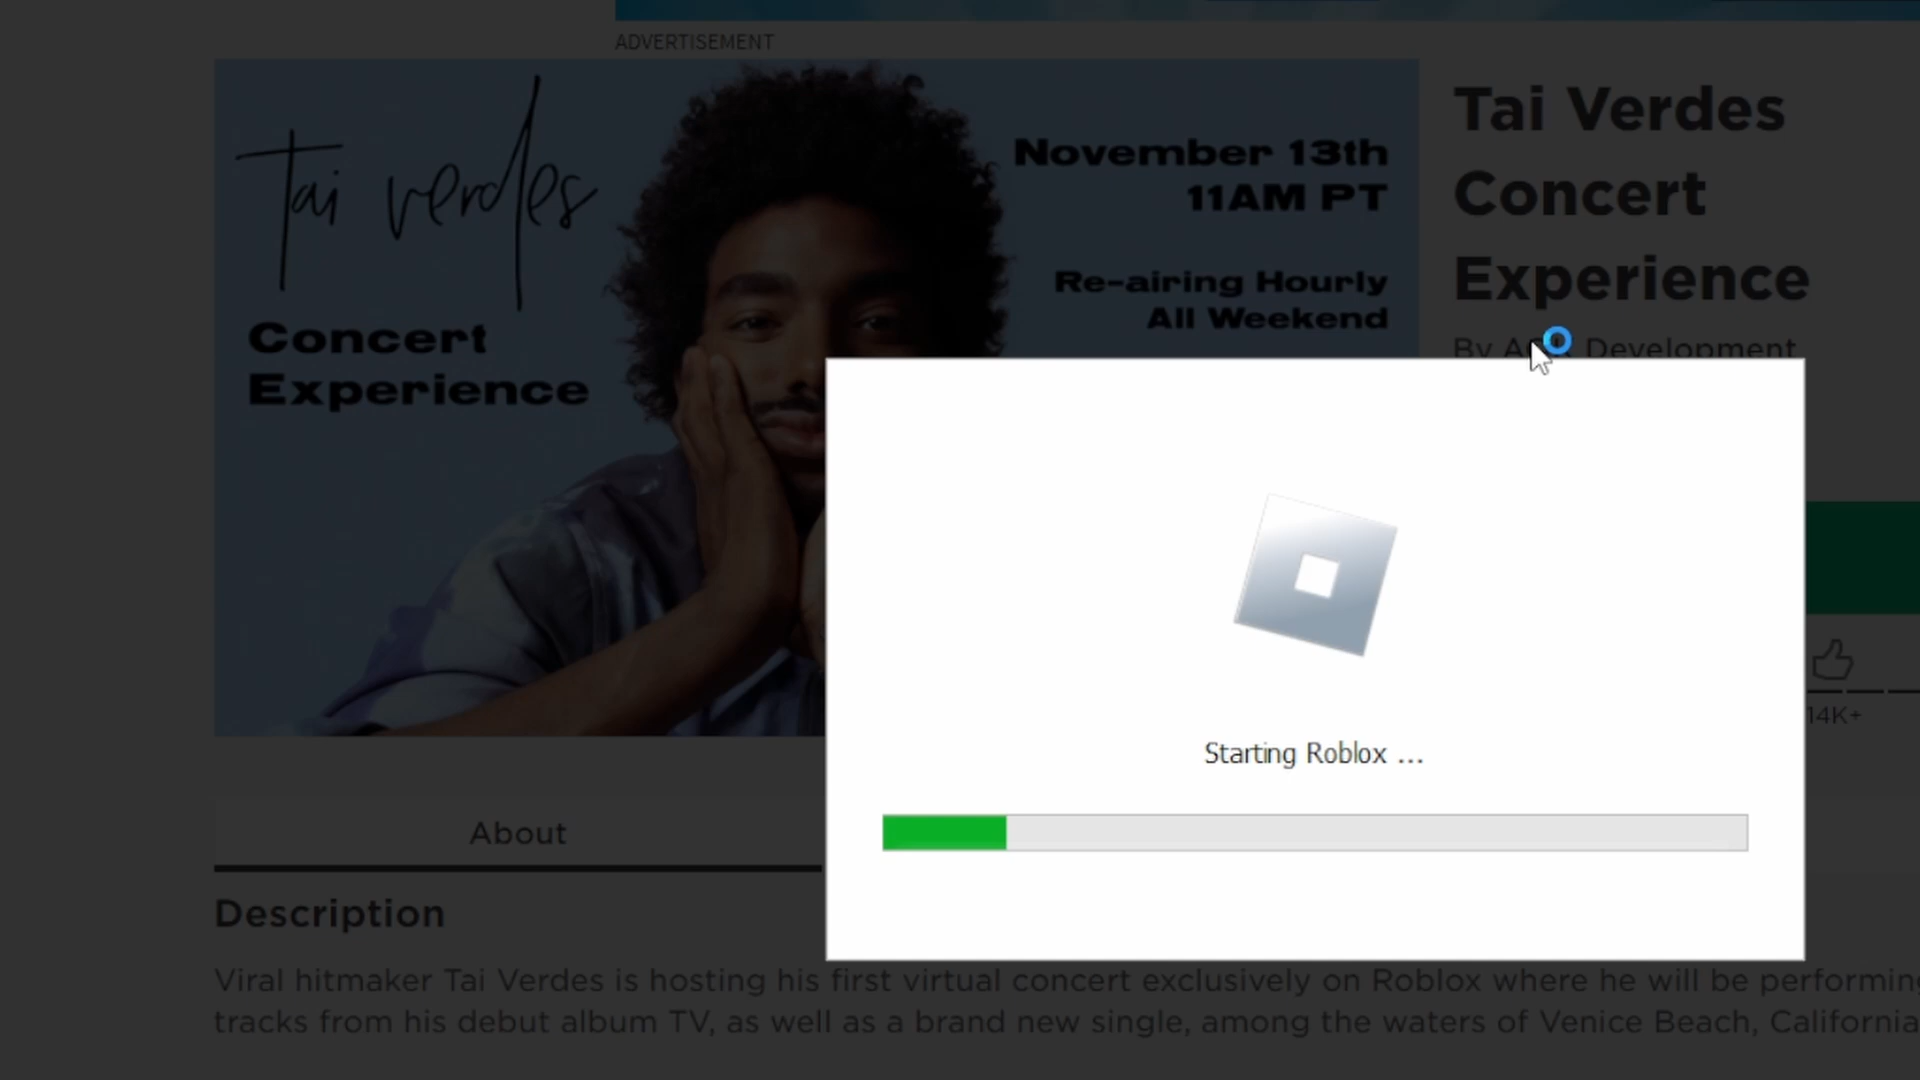 ADVERTISEMENT
Tai verdes
Concert
Experience
November 13th
11AM PT
Re-airing Hourly
All Weekend
Tai Verdes
Concert
Experience
By Development
Starting Roblox ...
14K+
About
Description
Viral hitmaker Tai Verdes is hosting his first virtual concert exclusively on Roblox where he will be performing
tracks from his debut album TV, as well as a brand new single, among the waters of Venice Beach, California